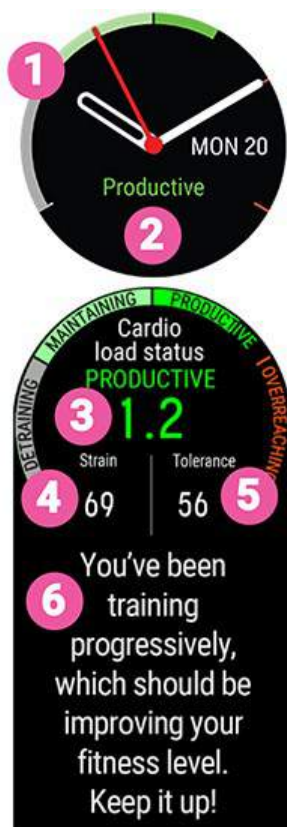 1
MON 20
Productive
2
DETRAINING
MAINTAINING
PRODUCTIVE
OVERREACHING
Cardio
load status
PRODUCTIVE
3
1.2
Strain
Tolerance
4
69
56
5
6
You've been
training
progressively,
which should be
improving your
fitness level.
Keep it up!